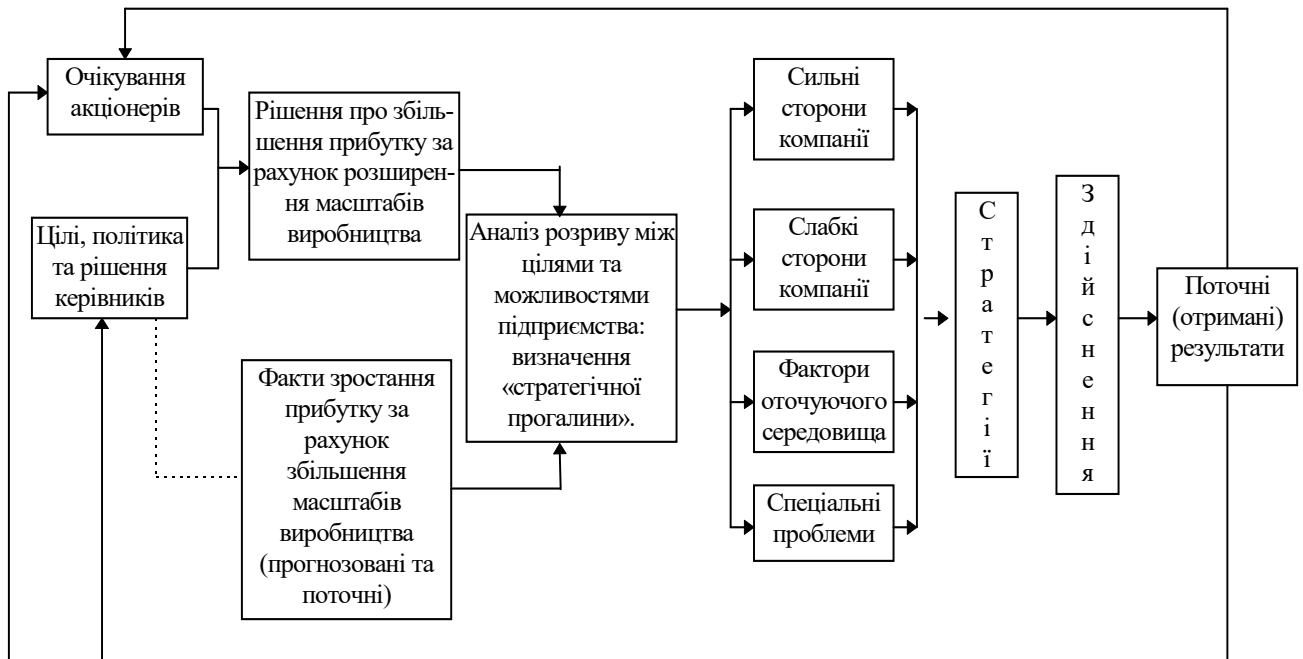 Очікування
акціонерів
Рішення про збіль-
шення прибутку за
рахунок розширен-
ня масштабів
виробництва
Цілі, політика
та рішення
керівників
Факти зростання
прибутку за
рахунок
збільшення
масштабів
виробництва
(прогнозовані та
поточні)
Аналіз розриву між
цілями та
можливостями
підприємства:
визначення
«стратегічної
прогалини».
Сильні
сторони
компанії
Слабкі
сторони
компанії
Фактори
оточуючого
середовища
Спеціальні
проблеми
С
т
р
а
т
е
г
і
ї
З
д
і
й
с
н
е
н
н
я
Поточні
(отримані)
результати